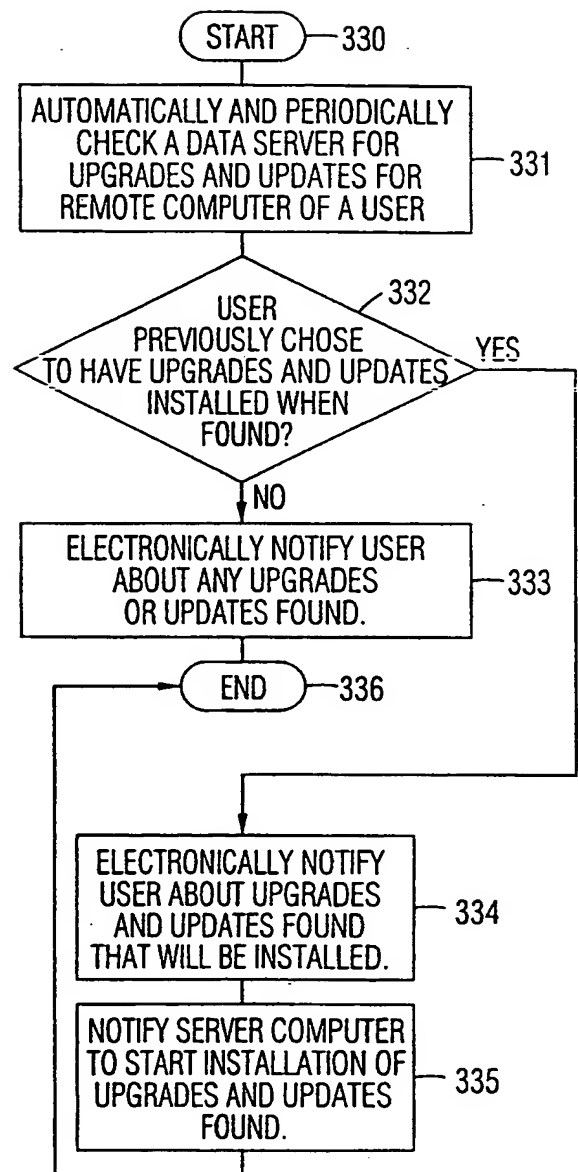 START 330
AUTOMATICALLY AND PERIODICALLY
CHECK A DATA SERVER FOR
UPGRADES AND UPDATES FOR
REMOTE COMPUTER OF A USER
331
332
USER
PREVIOUSLY CHOSE
TO HAVE UPGRADES AND UPDATES
INSTALLED WHEN
FOUND?
YES
NO
ELECTRONICALLY NOTIFY USER
ABOUT ANY UPGRADES
OR UPDATES FOUND.
333
END 336
ELECTRONICALLY NOTIFY
USER ABOUT UPGRADES
AND UPDATES FOUND
THAT WILL BE INSTALLED.
334
NOTIFY SERVER COMPUTER
TO START INSTALLATION OF
UPGRADES AND UPDATES
FOUND.
335